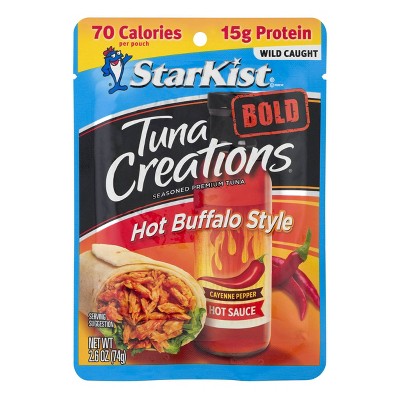 70 Calories
per pouch
15g Protein
WILD CAUGHT
StarKist®
BOLD
Tuna
Creations®
SEASONED PREMIUM TUNA
Hot Buffalo Style
CAYENNE PEPPER
HOT SAUCE
SERVING
SUGGESTION
NET WT
2.6 OZ (74g)